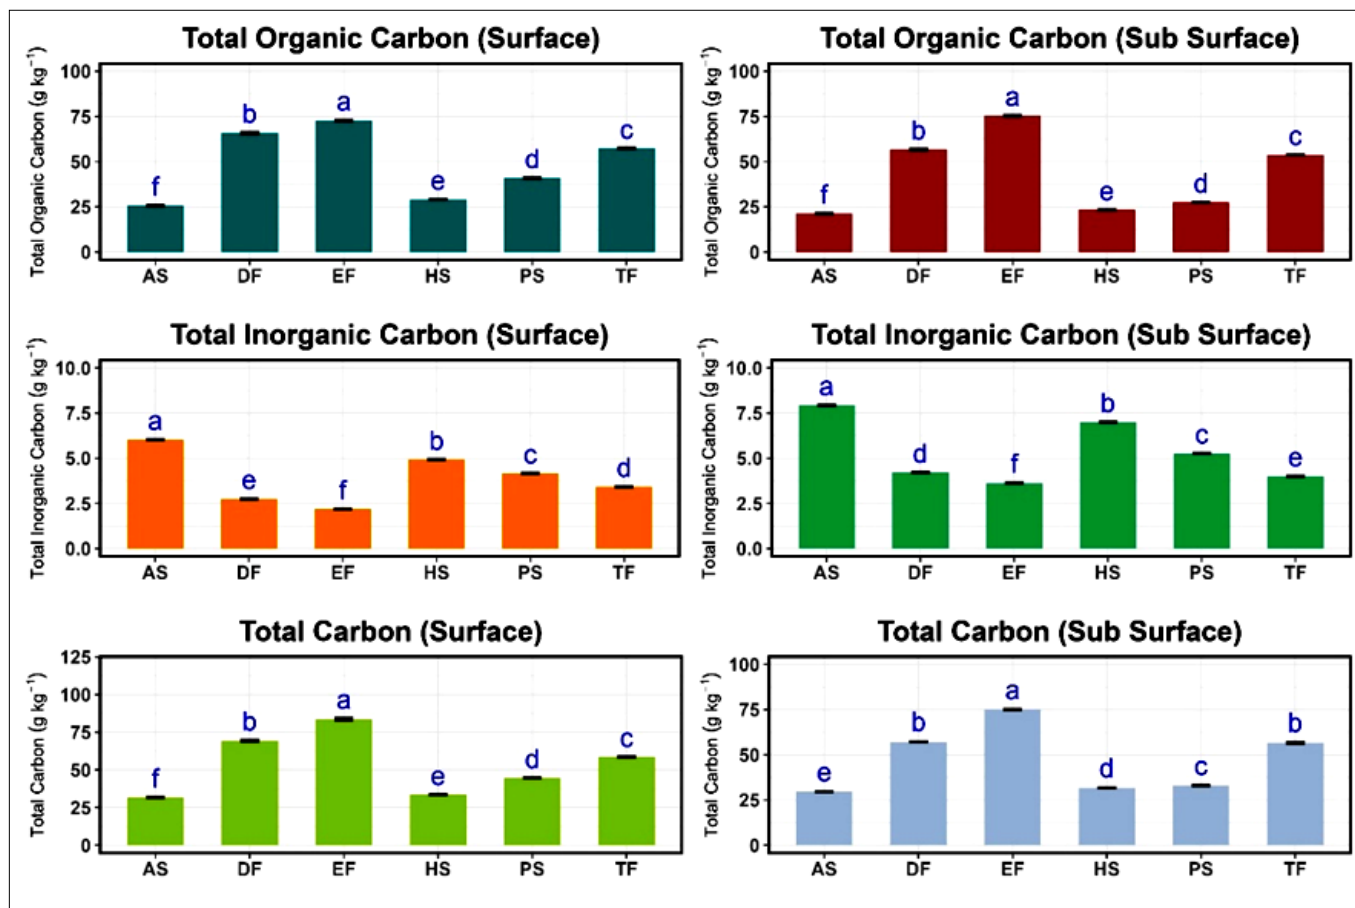 Total Organic Carbon (Surface)
Total Organic Carbon (g kg⁻¹)
100
75
50
25
0
f
b
a
e
d
c
AS DF EF HS PS TF
Total Organic Carbon (Sub Surface)
Total Organic Carbon (g kg⁻¹)
100
75
50
25
0
f
b
a
e
d
c
AS DF EF HS PS TF
Total Inorganic Carbon (Surface)
Total Inorganic Carbon (g kg⁻¹)
10.0
7.5
5.0
2.5
0.0
a
e
f
b
c
d
AS DF EF HS PS TF
Total Inorganic Carbon (Sub Surface)
Total Inorganic Carbon (g kg⁻¹)
10.0
7.5
5.0
2.5
0.0
a
d
f
b
c
e
AS DF EF HS PS TF
Total Carbon (Surface)
Total Carbon (g kg⁻¹)
125
100
75
50
25
0
f
b
a
e
d
c
AS DF EF HS PS TF
Total Carbon (Sub Surface)
Total Carbon (g kg⁻¹)
100
75
50
25
0
e
b
a
d
c
b
AS DF EF HS PS TF